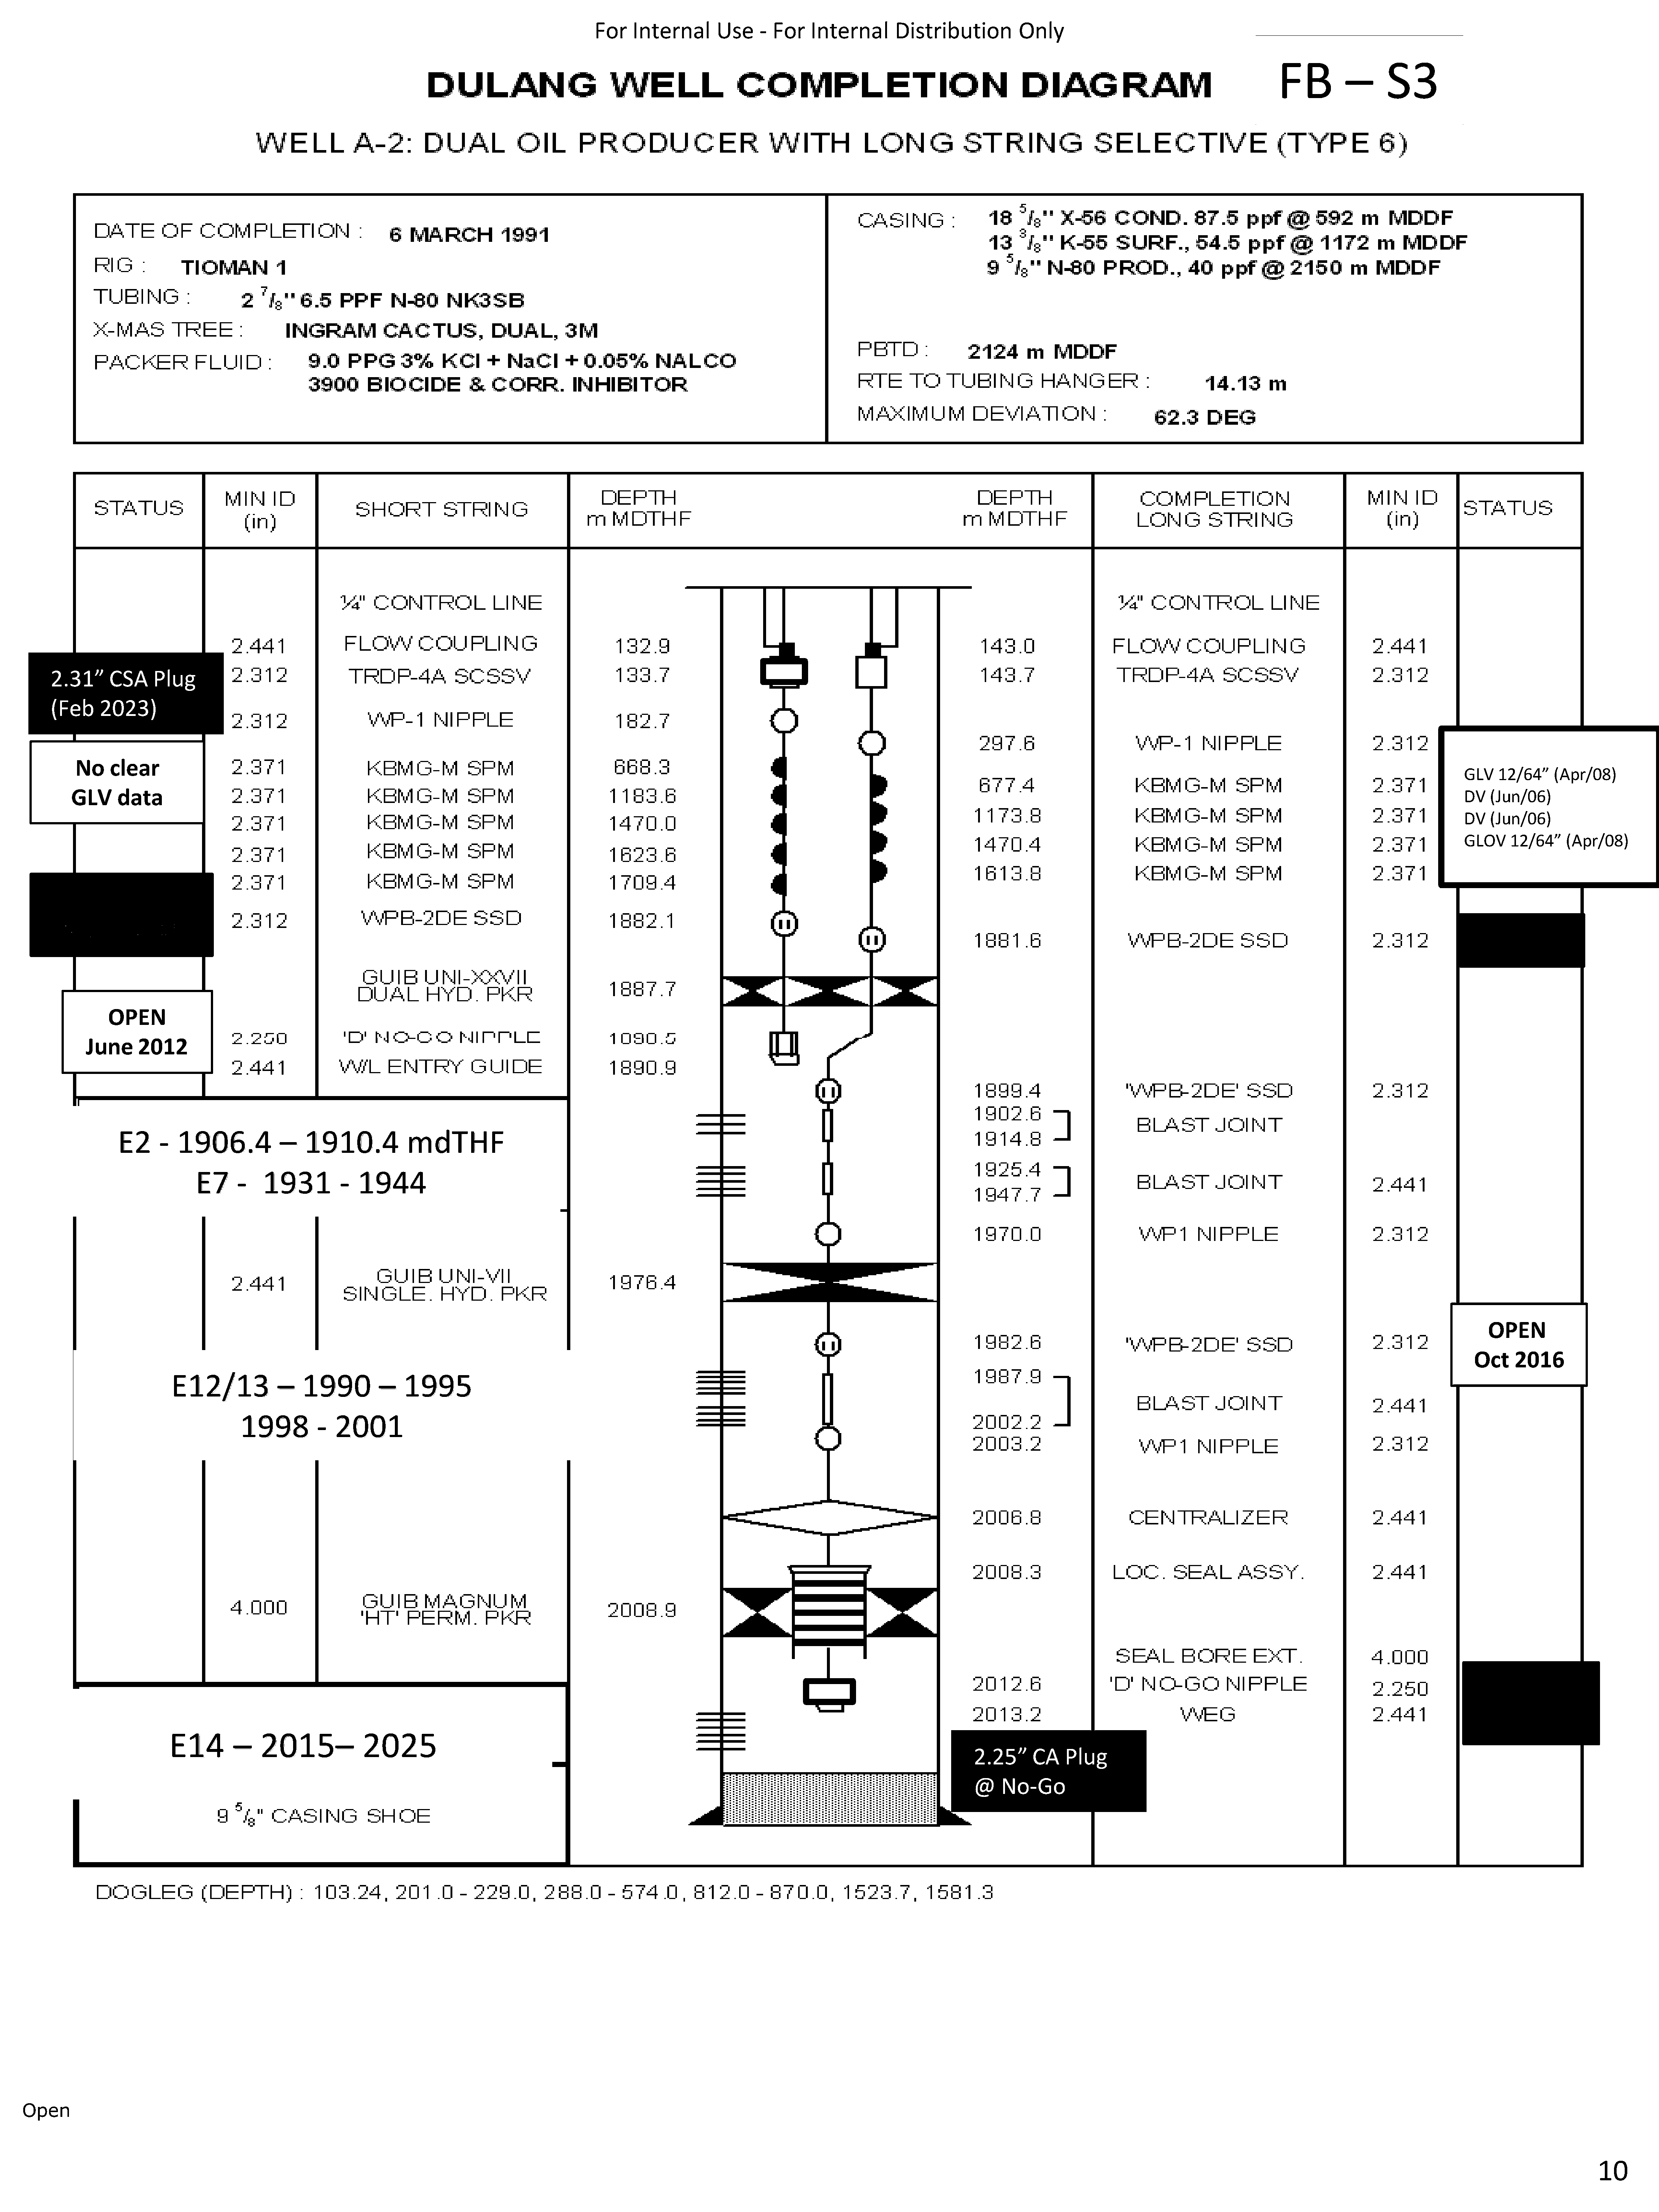 For Internal Use - For Internal Distribution Only
DULANG WELL COMPLETION DIAGRAM FB – S3
WELL A-2: DUAL OIL PRODUCER WITH LONG STRING SELECTIVE (TYPE 6)
DATE OF COMPLETION : 6 MARCH 1991
RIG : TIOMAN 1
TUBING : 2 7/8" 6.5 PPF N-80 NK3SB
X-MAS TREE : INGRAM CACTUS, DUAL, 3M
PACKER FLUID : 9.0 PPG 3% KCl + NaCl + 0.05% NALCO
3900 BIOCIDE & CORR. INHIBITOR
CASING : 18 5/8" X-56 COND. 87.5 ppf @ 592 m MDDF
13 3/8" K-55 SURF., 54.5 ppf @ 1172 m MDDF
9 5/8" N-80 PROD., 40 ppf @ 2150 m MDDF
PBTD : 2124 m MDDF
RTE TO TUBING HANGER : 14.13 m
MAXIMUM DEVIATION : 62.3 DEG
STATUS MIN ID (in) SHORT STRING DEPTH m MDTHF DEPTH m MDTHF COMPLETION LONG STRING MIN ID (in) STATUS
¼" CONTROL LINE ¼" CONTROL LINE
2.441 FLOW COUPLING 132.9 143.0 FLOW COUPLING 2.441
2.31” CSA Plug
(Feb 2023)
2.312 TRDP-4A SCSSV 133.7 143.7 TRDP-4A SCSSV 2.312
2.312 WP-1 NIPPLE 182.7
297.6 WP-1 NIPPLE 2.312
No clear
GLV data
2.371 KBMG-M SPM 668.3 677.4 KBMG-M SPM 2.371
2.371 KBMG-M SPM 1183.6 1173.8 KBMG-M SPM 2.371
2.371 KBMG-M SPM 1470.0 1470.4 KBMG-M SPM 2.371
2.371 KBMG-M SPM 1623.6 1613.8 KBMG-M SPM 2.371
2.371 KBMG-M SPM 1709.4
GLV 12/64” (Apr/08)
DV (Jun/06)
DV (Jun/06)
GLOV 12/64” (Apr/08)
2.312 WPB-2DE SSD 1882.1
1881.6 WPB-2DE SSD 2.312
GUIB UNI-XXVII
DUAL HYD. PKR 1887.7
OPEN
June 2012
2.250 'D' NO-GO NIPPLE 1890.5
2.441 W/L ENTRY GUIDE 1890.9
1899.4 'WPB-2DE' SSD 2.312
1902.6
1914.8 BLAST JOINT
E2 - 1906.4 – 1910.4 mdTHF
E7 - 1931 - 1944
1925.4
1947.7 BLAST JOINT 2.441
1970.0 WP1 NIPPLE 2.312
2.441 GUIB UNI-VII
SINGLE. HYD. PKR 1976.4
1982.6 'WPB-2DE' SSD 2.312
OPEN
Oct 2016
E12/13 – 1990 – 1995
1998 - 2001
1987.9
2002.2 BLAST JOINT 2.441
2003.2 WP1 NIPPLE 2.312
2006.8 CENTRALIZER 2.441
2008.3 LOC. SEAL ASSY. 2.441
4.000 GUIB MAGNUM
'HT' PERM. PKR 2008.9
SEAL BORE EXT. 4.000
2012.6 'D' NO-GO NIPPLE 2.250
2013.2 WEG 2.441
E14 – 2015– 2025
2.25” CA Plug
@ No-Go
9 5/8" CASING SHOE
DOGLEG (DEPTH) : 103.24, 201.0 - 229.0, 288.0 - 574.0, 812.0 - 870.0, 1523.7, 1581.3
Open
10